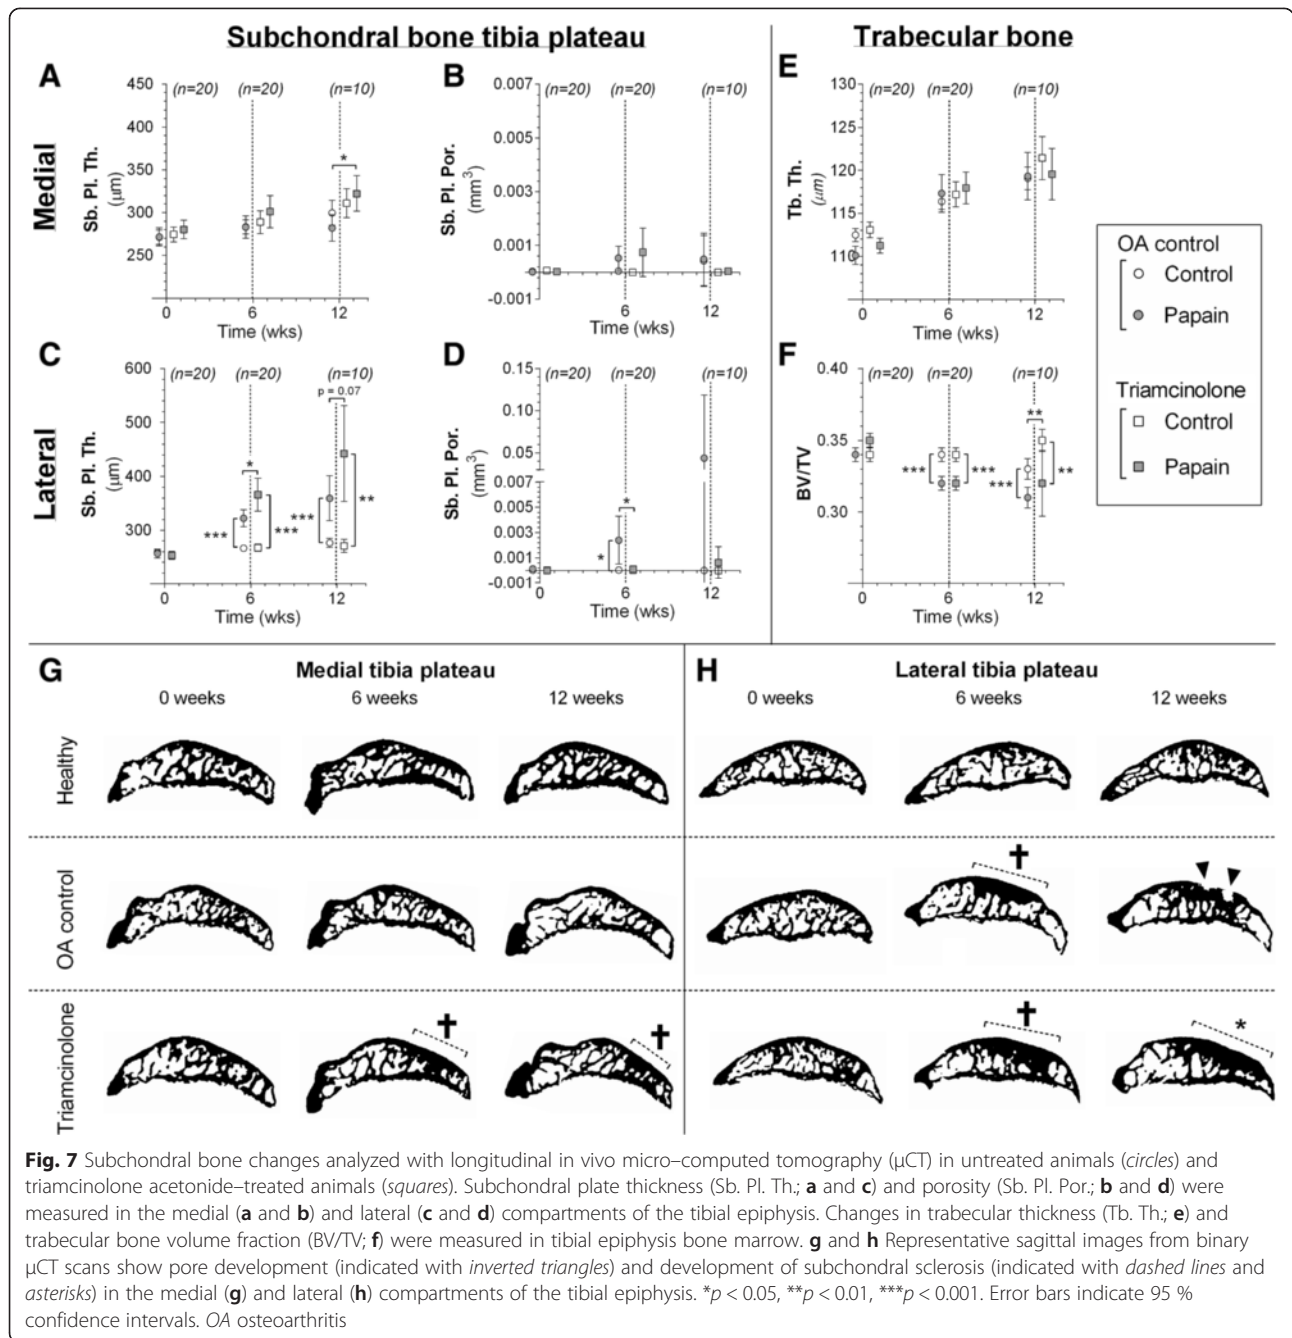 Subchondral bone tibia plateau
Trabecular bone
Medial
Lateral
A
Sb. Pl. Th.
(µm)
450
400
350
300
250
(n=20)
(n=20)
(n=10)
*
0
6
12
Time (wks)
B
Sb. Pl. Por.
(mm³)
0.007
0.005
0.003
0.001
-0.001
(n=20)
(n=20)
(n=10)
0
6
12
Time (wks)
E
Tb. Th.
(µm)
130
125
120
115
110
(n=20)
(n=20)
(n=10)
0
6
12
Time (wks)
C
Sb. Pl. Th.
(µm)
600
500
400
300
(n=20)
(n=20)
(n=10)
p = 0.07
*
***
***
***
**
0
6
12
Time (wks)
D
Sb. Pl. Por.
(mm³)
0.15
0.10
0.05
0.007
0.005
0.003
0.001
-0.001
(n=20)
(n=20)
(n=10)
*
*
0
6
12
Time (wks)
F
BV/TV
0.40
0.35
0.30
(n=20)
(n=20)
(n=10)
**
***
***
***
**
0
6
12
Time (wks)
OA control
Control
Papain
Triamcinolone
Control
Papain
G
Medial tibia plateau
0 weeks
6 weeks
12 weeks
H
Lateral tibia plateau
0 weeks
6 weeks
12 weeks
Healthy
OA control
✝
Triamcinolone
✝
✝
✝
*
Fig. 7 Subchondral bone changes analyzed with longitudinal in vivo micro–computed tomography (µCT) in untreated animals (circles) and
triamcinolone acetonide–treated animals (squares). Subchondral plate thickness (Sb. Pl. Th.; a and c) and porosity (Sb. Pl. Por.; b and d) were
measured in the medial (a and b) and lateral (c and d) compartments of the tibial epiphysis. Changes in trabecular thickness (Tb. Th.; e) and
trabecular bone volume fraction (BV/TV; f) were measured in tibial epiphysis bone marrow. g and h Representative sagittal images from binary
µCT scans show pore development (indicated with inverted triangles) and development of subchondral sclerosis (indicated with dashed lines and
asterisks) in the medial (g) and lateral (h) compartments of the tibial epiphysis. *p < 0.05, **p < 0.01, ***p < 0.001. Error bars indicate 95 %
confidence intervals. OA osteoarthritis